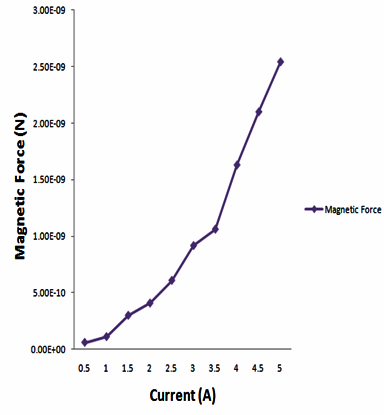 3.00E-09
2.50E-09
2.00E-09
1.50E-09
1.00E-09
5.00E-10
0.00E+00
Magnetic Force (N)
0.5 1 1.5 2 2.5 3 3.5 4 4.5 5
Current (A)
Magnetic Force